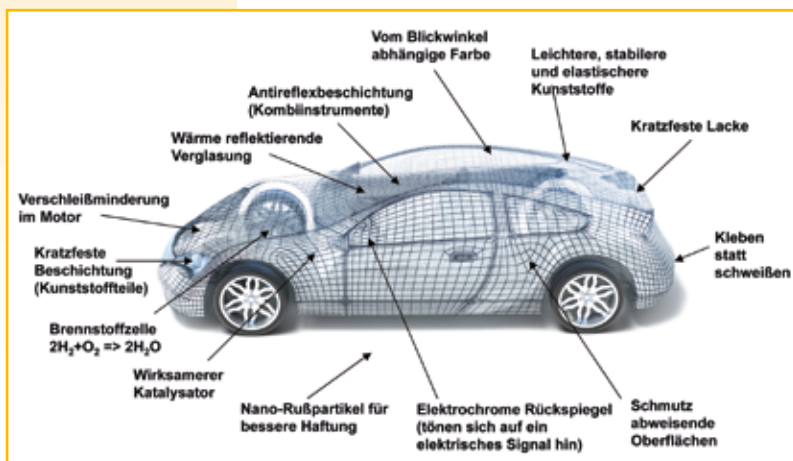 Vom Blickwinkel
abhängige Farbe
Leichtere, stabilere
und elastischere
Kunststoffe
Antireflexbeschichtung
(Kombiinstrumente)
Kratzfeste Lacke
Wärme reflektierende
Verglasung
Verschleißminderung
im Motor
Kratzfeste
Beschichtung
(Kunststoffteile)
Kleben
statt
schweißen
Brennstoffzelle
2H₂+O₂ => 2H₂O
Wirksamerer
Katalysator
Nano-Rußpartikel für
bessere Haftung
Elektrochrome Rückspiegel
(tönen sich auf ein
elektrisches Signal hin)
Schmutz
abweisende
Oberflächen